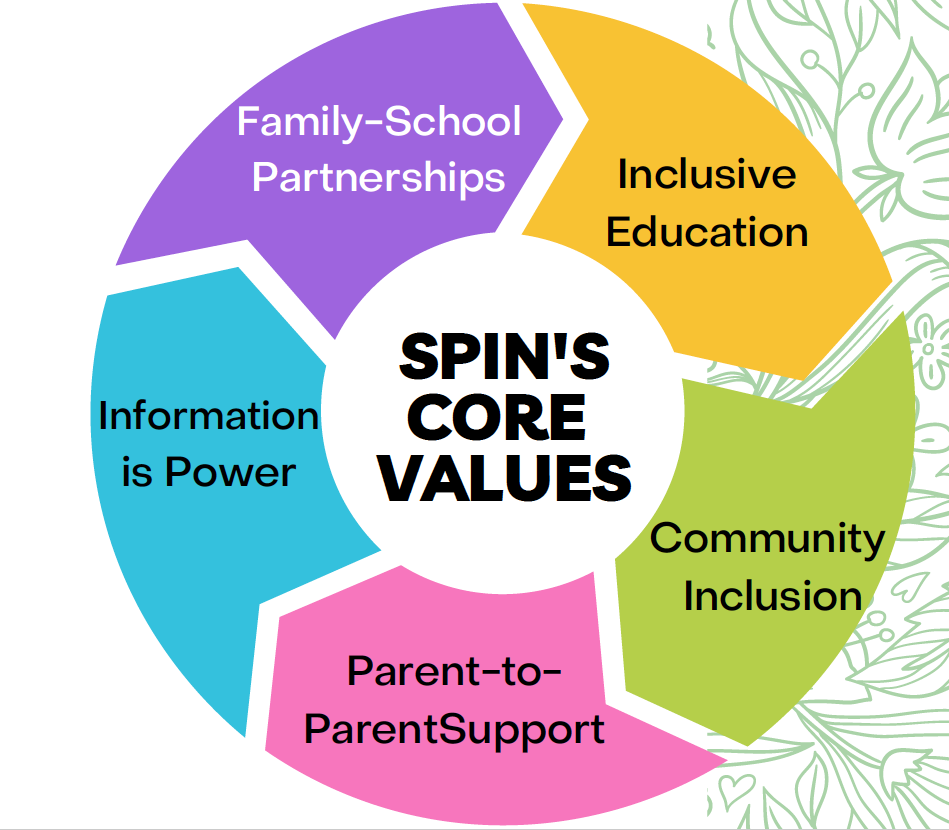 Family-School
Partnerships
Inclusive
Education
SPIN'S
CORE
VALUES
Information
is Power
Community
Inclusion
Parent-to-
ParentSupport